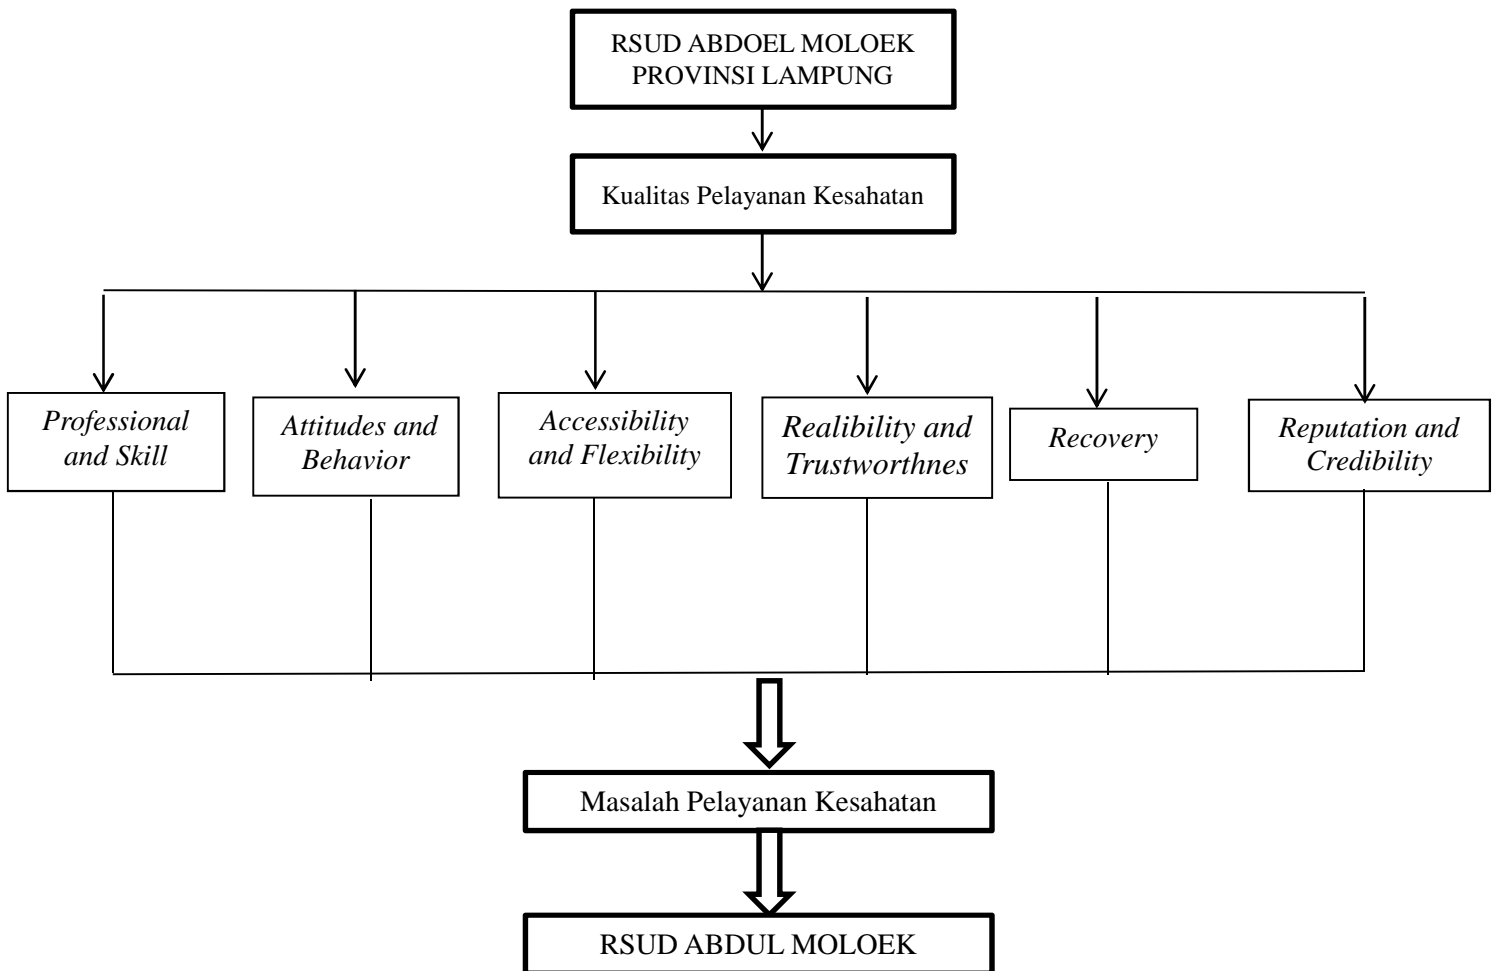 RSUD ABDOEL MOLOEK
PROVINSI LAMPUNG
Kualitas Pelayanan Kesahatan
Professional
and Skill
Attitudes and
Behavior
Accessibility
and Flexibility
Realibility and
Trustworthnes
Recovery
Reputation and
Credibility
Masalah Pelayanan Kesahatan
RSUD ABDUL MOLOEK